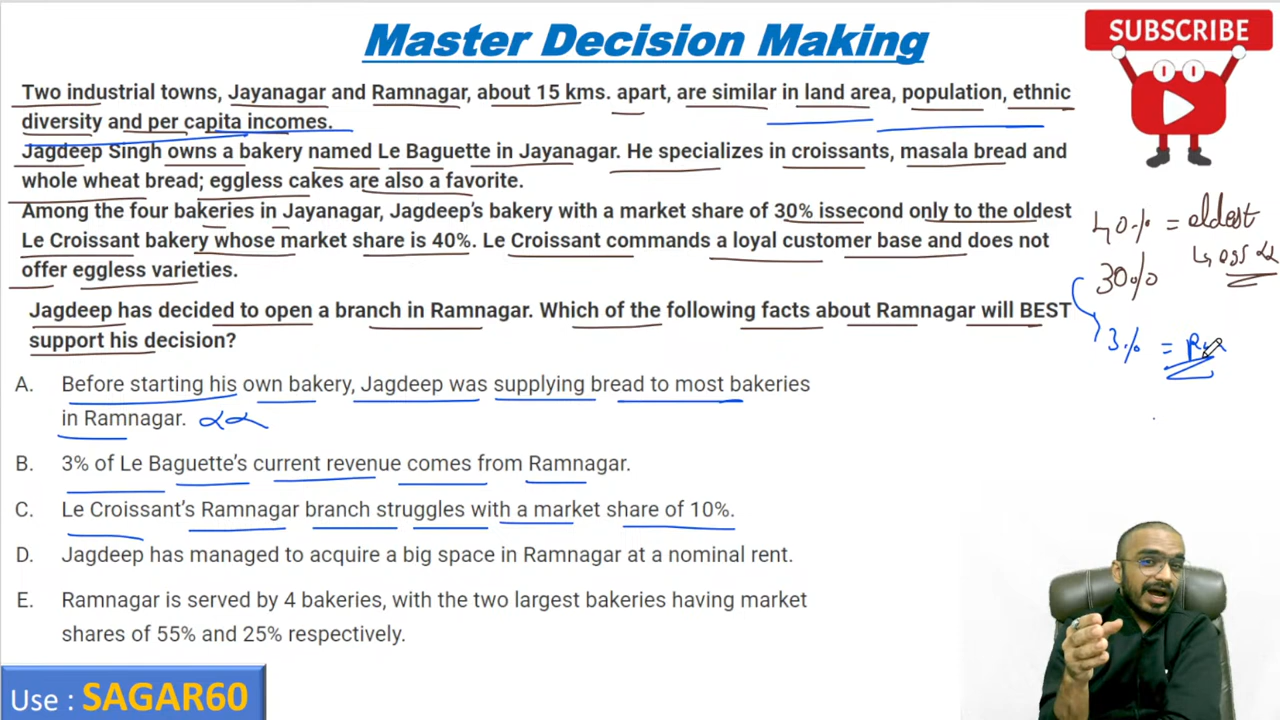 Master Decision Making
SUBSCRIBE
Two industrial towns, Jayanagar and Ramnagar, about 15 kms. apart, are similar in land area, population, ethnic
diversity and per capita incomes.
Jagdeep Singh owns a bakery named Le Baguette in Jayanagar. He specializes in croissants, masala bread and
whole wheat bread; eggless cakes are also a favorite.
Among the four bakeries in Jayanagar, Jagdeep's bakery with a market share of 30% issecond only to the oldest
Le Croissant bakery whose market share is 40%. Le Croissant commands a loyal customer base and does not
offer eggless varieties.
40% = oldest
30%
3% =
Jagdeep has decided to open a branch in Ramnagar. Which of the following facts about Ramnagar will BEST
support his decision?
A. Before starting his own bakery, Jagdeep was supplying bread to most bakeries
in Ramnagar.
B. 3% of Le Baguette's current revenue comes from Ramnagar.
C. Le Croissant's Ramnagar branch struggles with a market share of 10%.
D. Jagdeep has managed to acquire a big space in Ramnagar at a nominal rent.
E. Ramnagar is served by 4 bakeries, with the two largest bakeries having market
shares of 55% and 25% respectively.
Use : SAGAR60